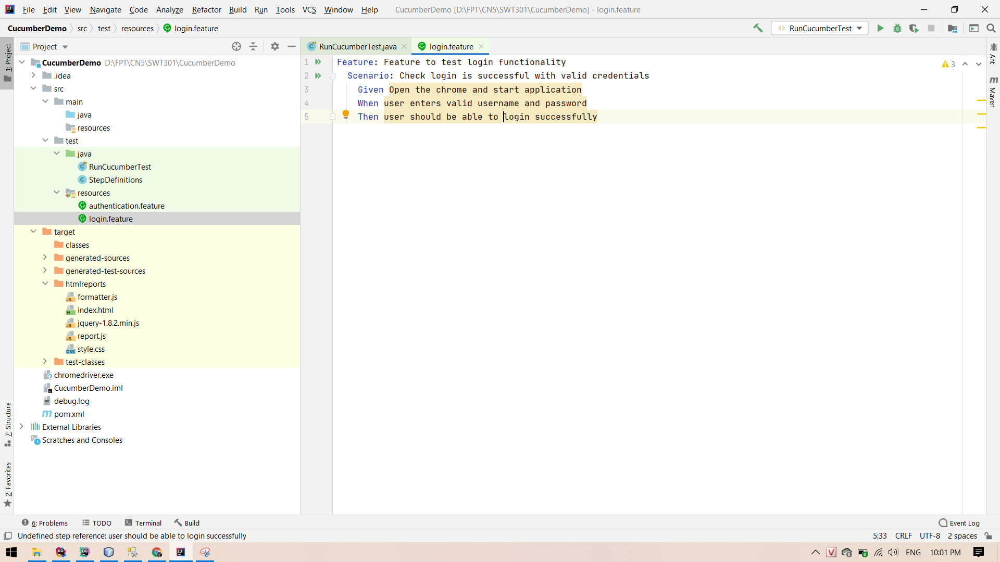 File Edit View Navigate Code Analyze Refactor Build Run Tools VCS Window Help CucumberDemo [D:\FPT\CN5\SWT301\CucumberDemo] - login.feature
CucumberDemo src test resources login.feature RunCucumberTest
1: Project
Project
RunCucumberTest.java login.feature
Ant
Maven
CucumberDemo D:\FPT\CN5\SWT301\CucumberDemo
.idea
src
main
java
resources
test
java
RunCucumberTest
StepDefinitions
resources
authentication.feature
login.feature
target
classes
generated-sources
generated-test-sources
htmlreports
formatter.js
index.html
jquery-1.8.2.min.js
report.js
style.css
test-classes
chromedriver.exe
CucumberDemo.iml
debug.log
pom.xml
External Libraries
Scratches and Consoles
1 Feature: Feature to test login functionality
2 Scenario: Check login is successful with valid credentials
3 Given Open the chrome and start application
4 When user enters valid username and password
5 Then user should be able to login successfully
3
7: Structure
2: Favorites
6: Problems TODO Terminal Build Event Log
Undefined step reference: user should be able to login successfully 5:33 CRLF UTF-8 2 spaces
ENG 10:01 PM